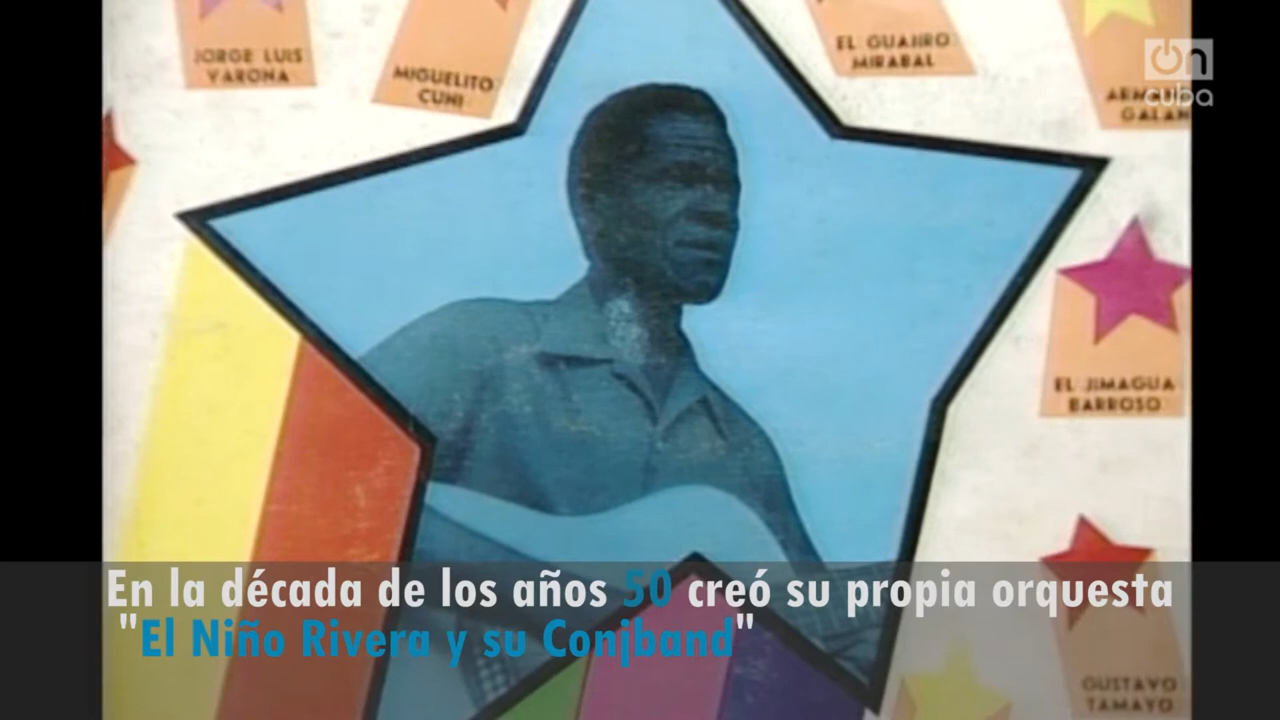 JORGE LUIS
VARONA
MIGUELITO
CUNI
EL GUAJIRO
MIRABAL
On
cuba
GALAN
EL JIMAGUA
BARROSO
GUSTAVO
TAMAYO
En la década de los años 50 creó su propia orquesta
"El Niño Rivera y su Conjband"